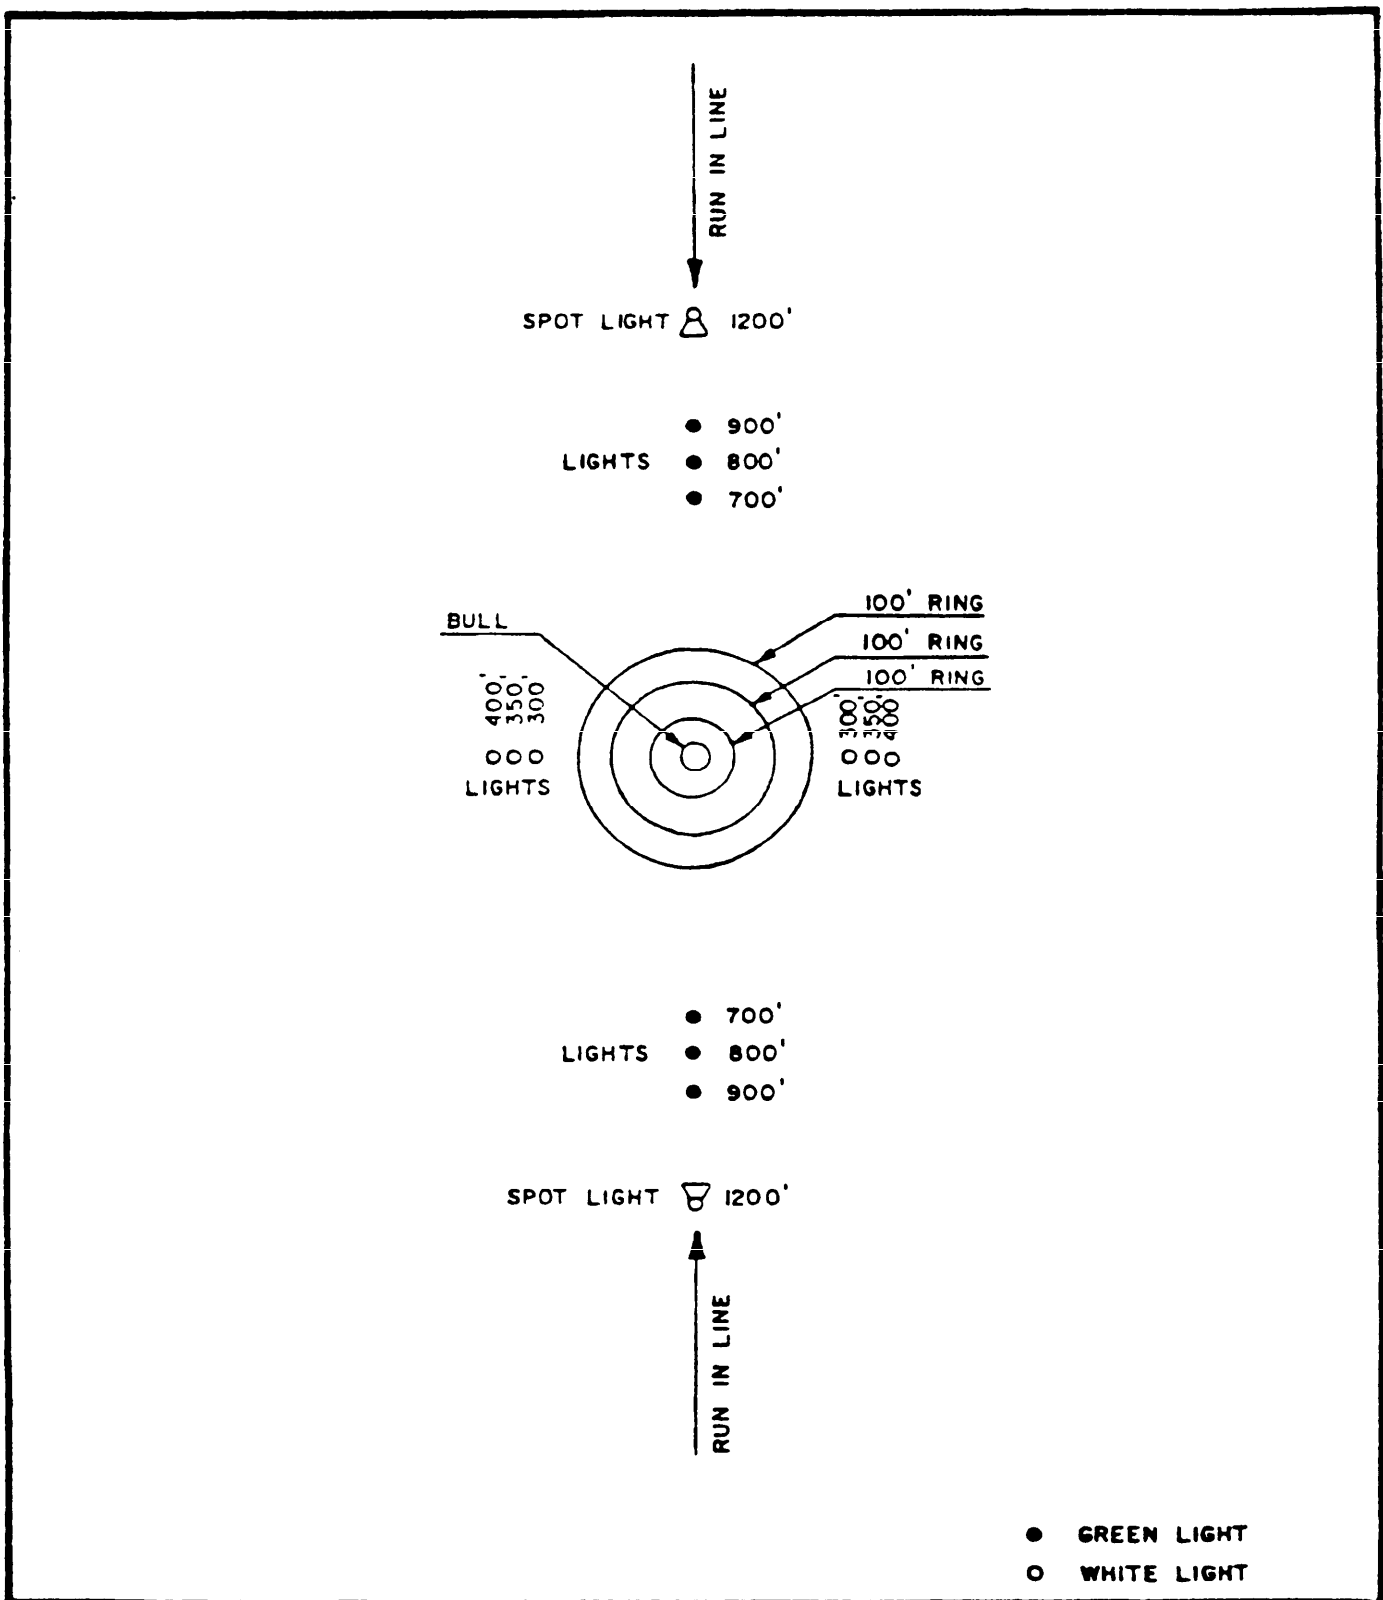 RUN IN LINE
SPOT LIGHT 1200'
900'
LIGHTS 800'
700'
100' RING
BULL
100' RING
100' RING
400'
350'
300'
300'
350'
400'
LIGHTS
LIGHTS
700'
LIGHTS 800'
900'
SPOT LIGHT 1200'
RUN IN LINE
GREEN LIGHT
WHITE LIGHT